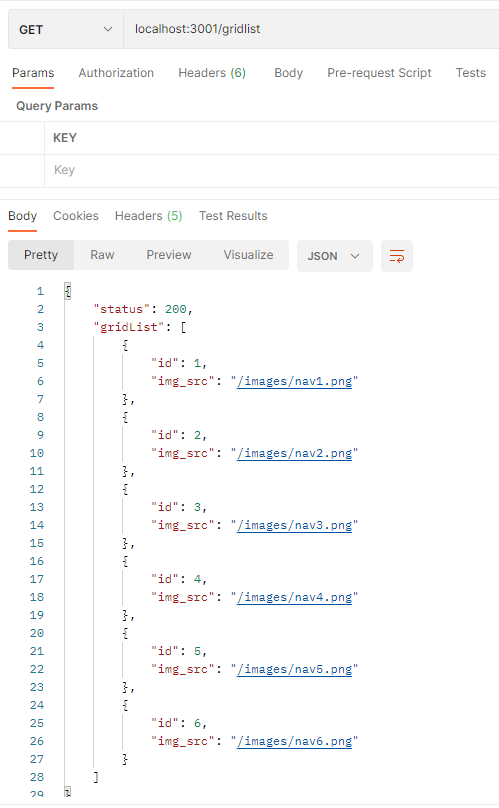 GET localhost:3001/gridlist
Params Authorization Headers (6) Body Pre-request Script Tests
Query Params
KEY
Key
Body Cookies Headers (5) Test Results
Pretty Raw Preview Visualize JSON
1 {
2 "status": 200,
3 "gridList": [
4 {
5 "id": 1,
6 "img_src": "/images/nav1.png"
7 },
8 {
9 "id": 2,
10 "img_src": "/images/nav2.png"
11 },
12 {
13 "id": 3,
14 "img_src": "/images/nav3.png"
15 },
16 {
17 "id": 4,
18 "img_src": "/images/nav4.png"
19 },
20 {
21 "id": 5,
22 "img_src": "/images/nav5.png"
23 },
24 {
25 "id": 6,
26 "img_src": "/images/nav6.png"
27 }
28 ]
29 }